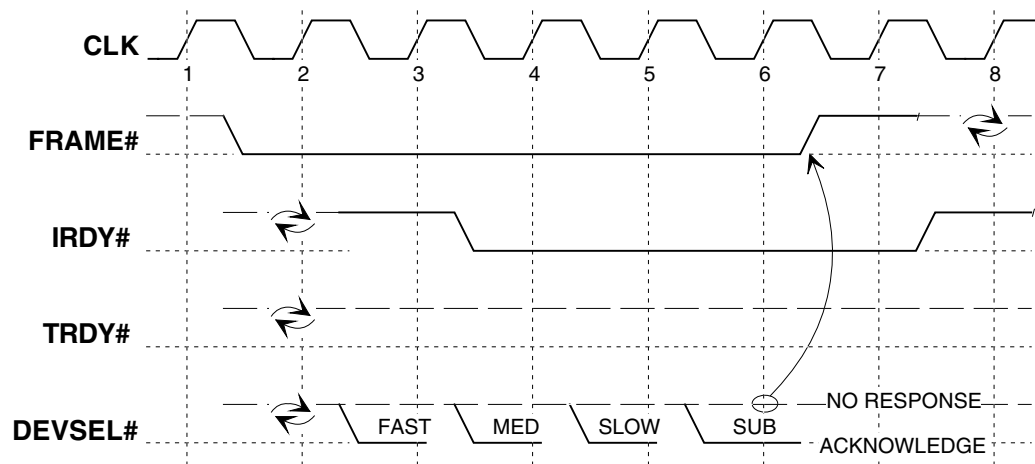 CLK
1 2 3 4 5 6 7 8
FRAME#
IRDY#
TRDY#
DEVSEL#
FAST MED SLOW SUB
NO RESPONSE
ACKNOWLEDGE